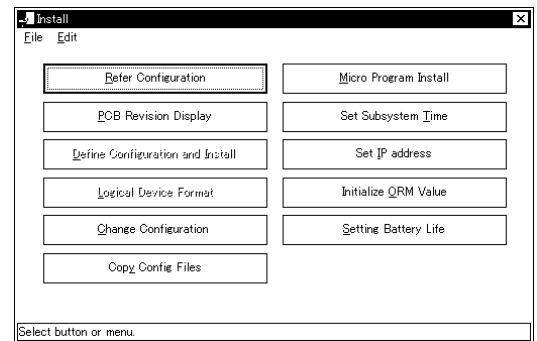 Install
File Edit
Refer Configuration
Micro Program Install
PCB Revision Display
Set Subsystem Time
Define Configuration and Install
Set IP address
Logical Device Format
Initialize ORM Value
Change Configuration
Setting Battery Life
Copy Config Files
Select button or menu.